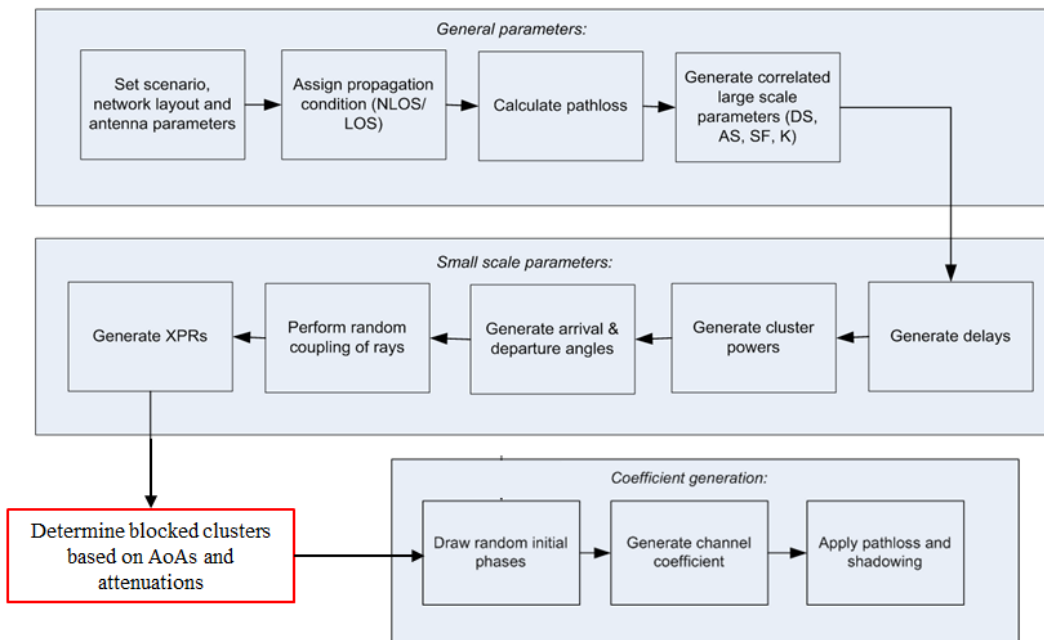 General parameters:
Set scenario,
network layout and
antenna parameters
Assign propagation
condition (NLOS/
LOS)
Calculate pathloss
Generate correlated
large scale
parameters (DS,
AS, SF, K)
Small scale parameters:
Generate XPRs
Perform random
coupling of rays
Generate arrival &
departure angles
Generate cluster
powers
Generate delays
Coefficient generation:
Determine blocked clusters
based on AoAs and
attenuations
Draw random initial
phases
Generate channel
coefficient
Apply pathloss and
shadowing